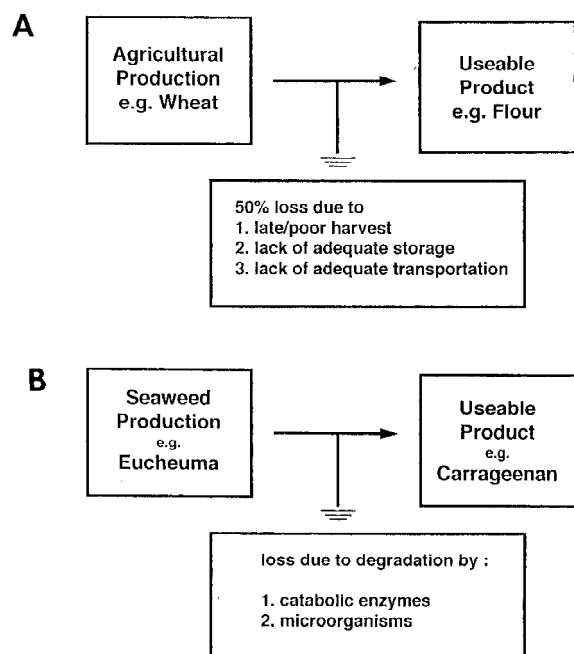 A
Agricultural
Production
e.g. Wheat
Useable
Product
e.g. Flour
50% loss due to
1. late/poor harvest
2. lack of adequate storage
3. lack of adequate transportation
B
Seaweed
Production
e.g.
Eucheuma
Useable
Product
e.g.
Carrageenan
loss due to degradation by :
1. catabolic enzymes
2. microorganisms